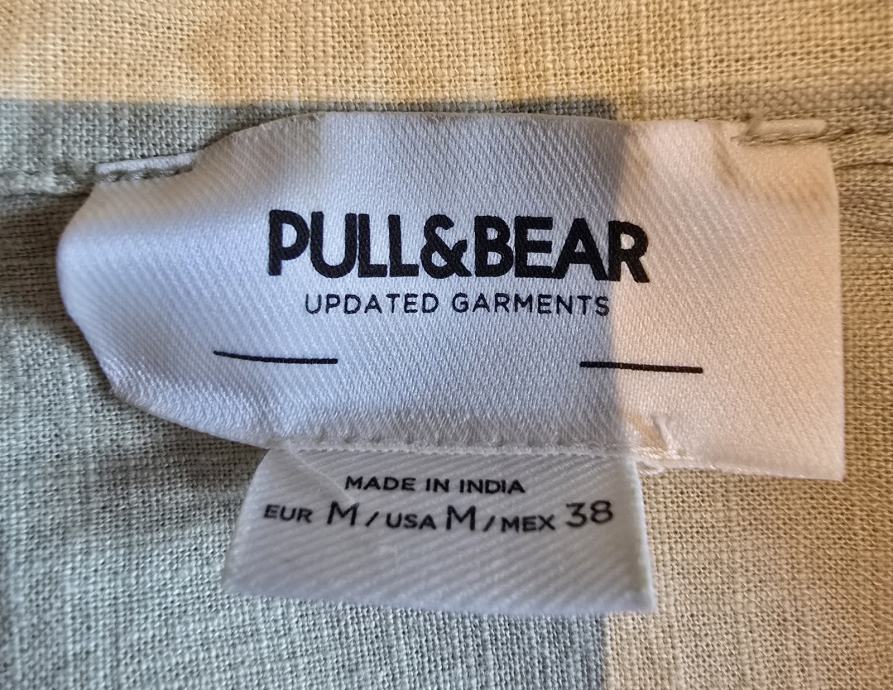 PULL&BEAR
UPDATED GARMENTS
MADE IN INDIA
EUR M/USA M/MEX 38